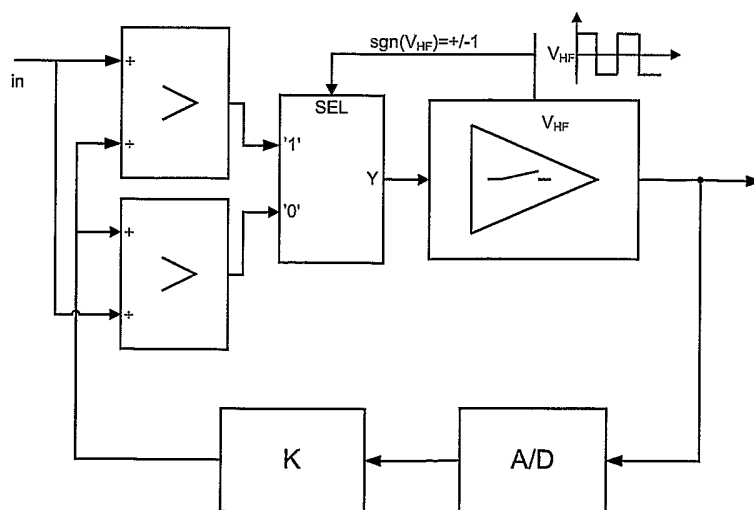 sgn(V_HF)=+/-1
V_HF
in
÷
>
SEL
V_HF
÷
'1'
Y
÷
'0'
>
÷
K
A/D